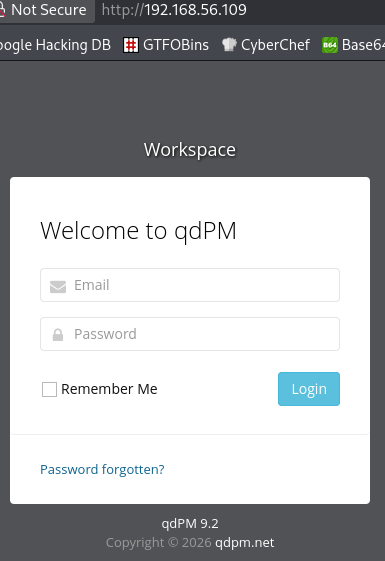 Not Secure http://192.168.56.109
oogle Hacking DB GTFOBins CyberChef B64 Base64
Workspace
Welcome to qdPM
Email
Password
Remember Me Login
Password forgotten?
qdPM 9.2
Copyright © 2026 qdpm.net